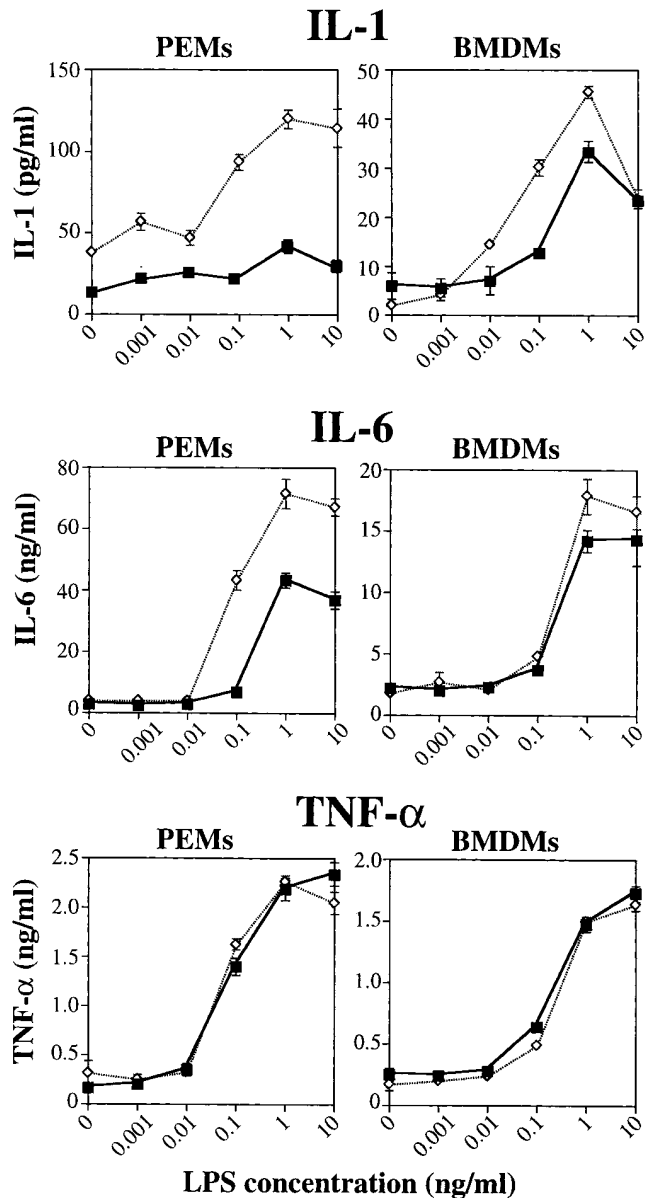 IL-1
PEMs BMDMs
IL-1 (pg/ml)
150
100
50
0
50
40
30
20
10
0
0 0.001 0.01 0.1 1 10
0 0.001 0.01 0.1 1 10
IL-6
PEMs BMDMs
IL-6 (ng/ml)
80
60
40
20
0
20
15
10
5
0
0 0.001 0.01 0.1 1 10
0 0.001 0.01 0.1 1 10
TNF-α
PEMs BMDMs
TNF-α (ng/ml)
2.5
2.0
1.5
1.0
0.5
0.0
2.0
1.5
1.0
0.5
0.0
0 0.001 0.01 0.1 1 10
0 0.001 0.01 0.1 1 10
LPS concentration (ng/ml)